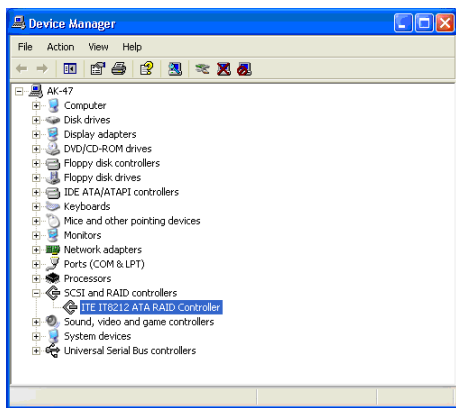 Device Manager
File Action View Help
AK-47
Computer
Disk drives
Display adapters
DVD/CD-ROM drives
Floppy disk controllers
Floppy disk drives
IDE ATA/ATAPI controllers
Keyboards
Mice and other pointing devices
Monitors
Network adapters
Ports (COM & LPT)
Processors
SCSI and RAID controllers
ITE IT8212 ATA RAID Controller
Sound, video and game controllers
System devices
Universal Serial Bus controllers